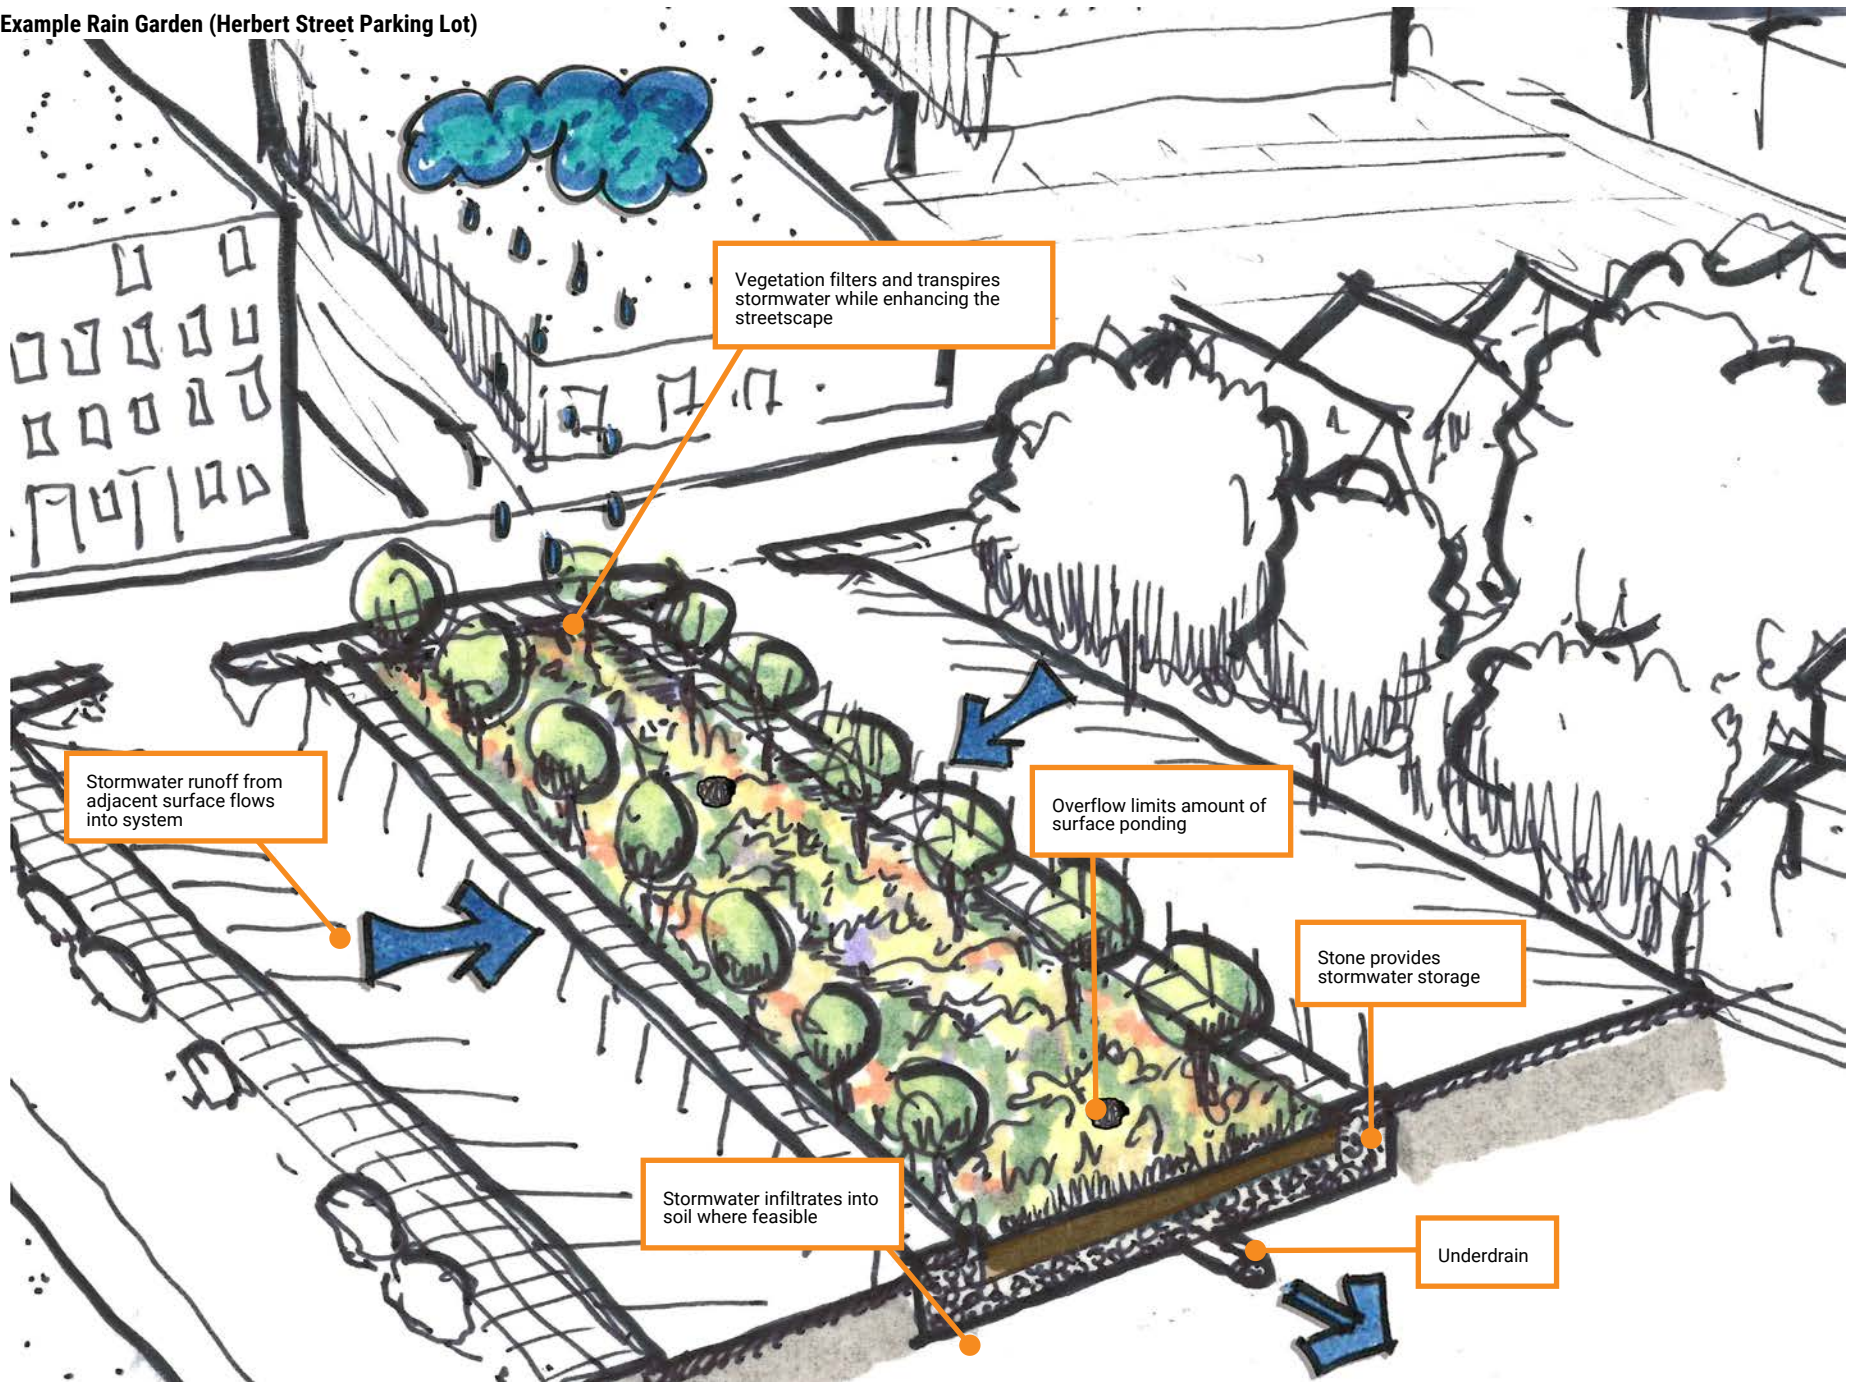 Example Rain Garden (Herbert Street Parking Lot)
Vegetation filters and transpires
stormwater while enhancing the
streetscape
Stormwater runoff from
adjacent surface flows
into system
Overflow limits amount of
surface ponding
Stone provides
stormwater storage
Stormwater infiltrates into
soil where feasible
Underdrain